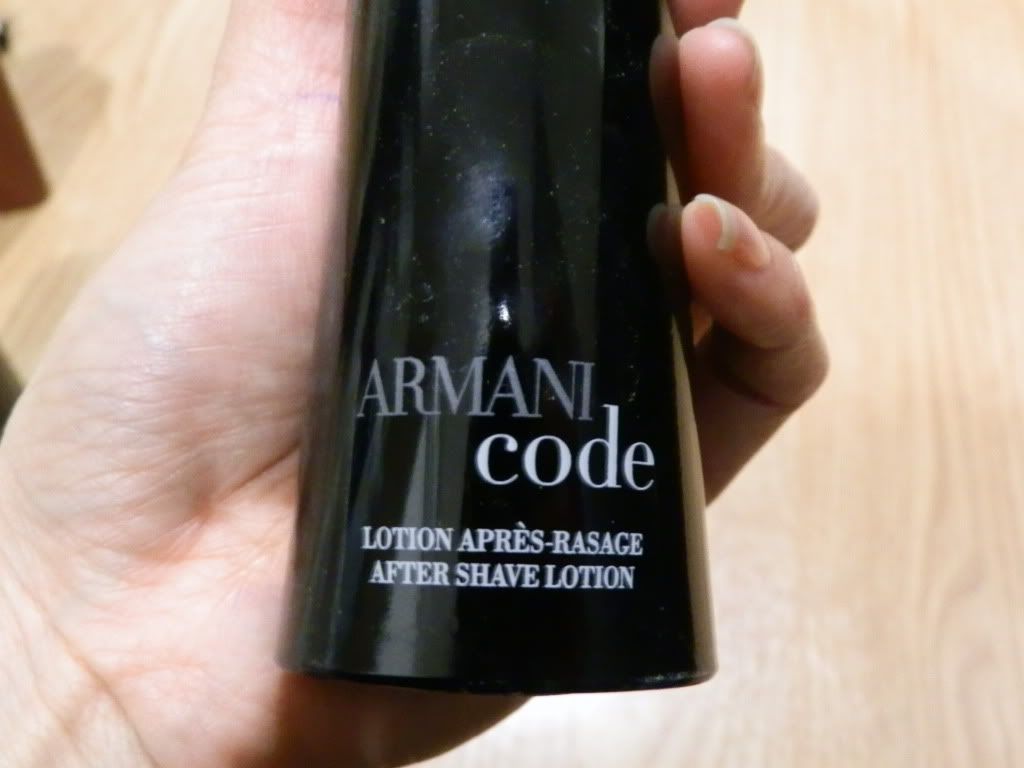 ARMANI
code
LOTION APRÈS-RASAGE
AFTER SHAVE LOTION